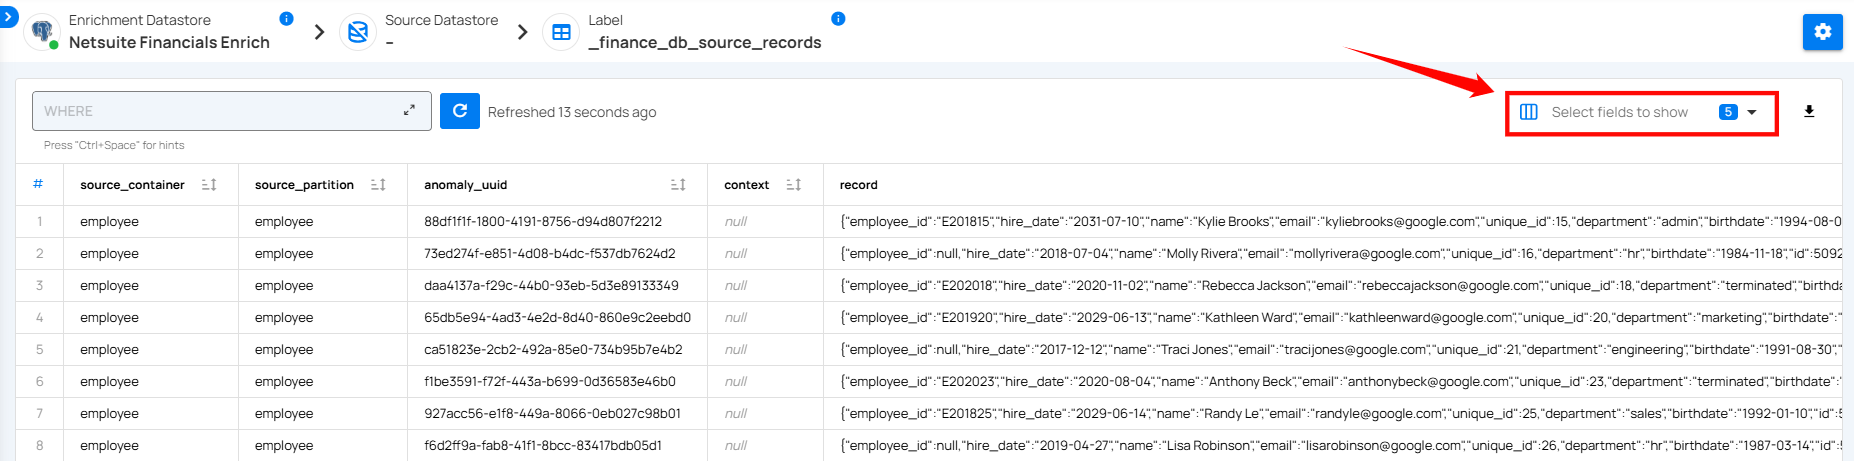 Enrichment Datastore
Netsuite Financials Enrich
Source Datastore
–
Label
_finance_db_source_records
WHERE
Refreshed 13 seconds ago
Select fields to show 5
Press "Ctrl+Space" for hints
# source_container source_partition anomaly_uuid context record
1 employee employee 88df1f1f-1800-4191-8756-d94d807f2212 null {"employee_id":"E201815","hire_date":"2031-07-10","name":"Kylie Brooks","email":"kyliebrooks@google.com","unique_id":15,"department":"admin","birthdate":"1994-08-0
2 employee employee 73ed274f-e851-4d08-b4dc-f537db7624d2 null {"employee_id":null,"hire_date":"2018-07-04","name":"Molly Rivera","email":"mollyrivera@google.com","unique_id":16,"department":"hr","birthdate":"1984-11-18","id":5092
3 employee employee daa4137a-f29c-44b0-93eb-5d3e89133349 null {"employee_id":"E202018","hire_date":"2020-11-02","name":"Rebecca Jackson","email":"rebeccajackson@google.com","unique_id":18,"department":"terminated","birthda
4 employee employee 65db5e94-4ad3-4e2d-8d40-860e9c2eebd0 null {"employee_id":"E201920","hire_date":"2029-06-13","name":"Kathleen Ward","email":"kathleenward@google.com","unique_id":20,"department":"marketing","birthdate":"
5 employee employee ca51823e-2cb2-492a-85e0-734b95b7e4b2 null {"employee_id":null,"hire_date":"2017-12-12","name":"Traci Jones","email":"tracijones@google.com","unique_id":21,"department":"engineering","birthdate":"1991-08-30","
6 employee employee f1be3591-f72f-443a-b699-0d36583e46b0 null {"employee_id":"E202023","hire_date":"2020-08-04","name":"Anthony Beck","email":"anthonybeck@google.com","unique_id":23,"department":"terminated","birthdate":"
7 employee employee 927acc56-e1f8-449a-8066-0eb027c98b01 null {"employee_id":"E201825","hire_date":"2029-06-14","name":"Randy Le","email":"randyle@google.com","unique_id":25,"department":"sales","birthdate":"1992-01-10","id":5
8 employee employee f6d2ff9a-fab8-41f1-8bcc-83417bdb05d1 null {"employee_id":null,"hire_date":"2019-04-27","name":"Lisa Robinson","email":"lisarobinson@google.com","unique_id":26,"department":"hr","birthdate":"1987-03-14","id":5